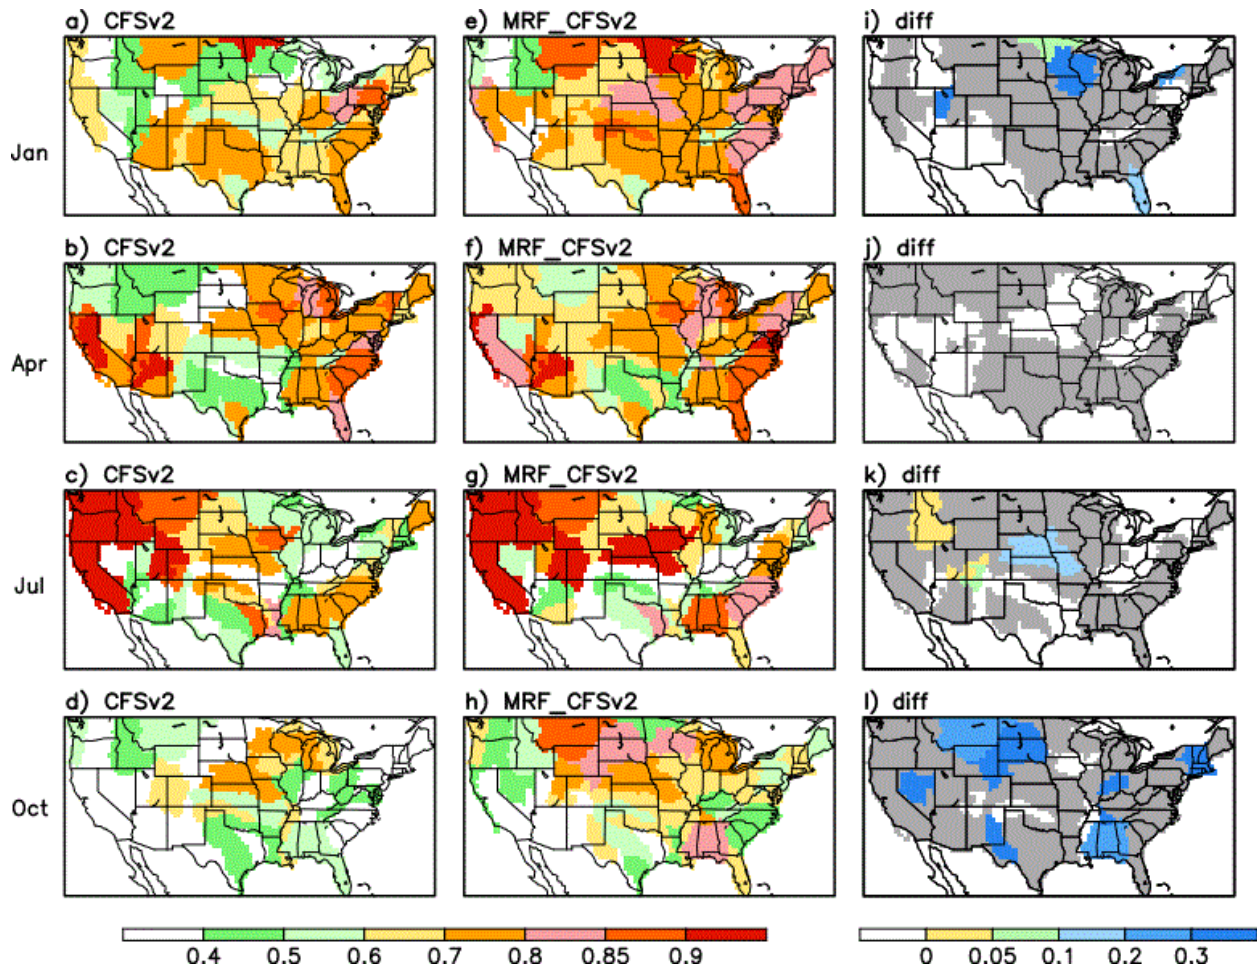 a) CFSv2
e) MRF_CFSv2
i) diff
Jan
b) CFSv2
f) MRF_CFSv2
j) diff
Apr
c) CFSv2
g) MRF_CFSv2
k) diff
Jul
d) CFSv2
h) MRF_CFSv2
l) diff
Oct
0.4 0.5 0.6 0.7 0.8 0.85 0.9
0 0.05 0.1 0.2 0.3